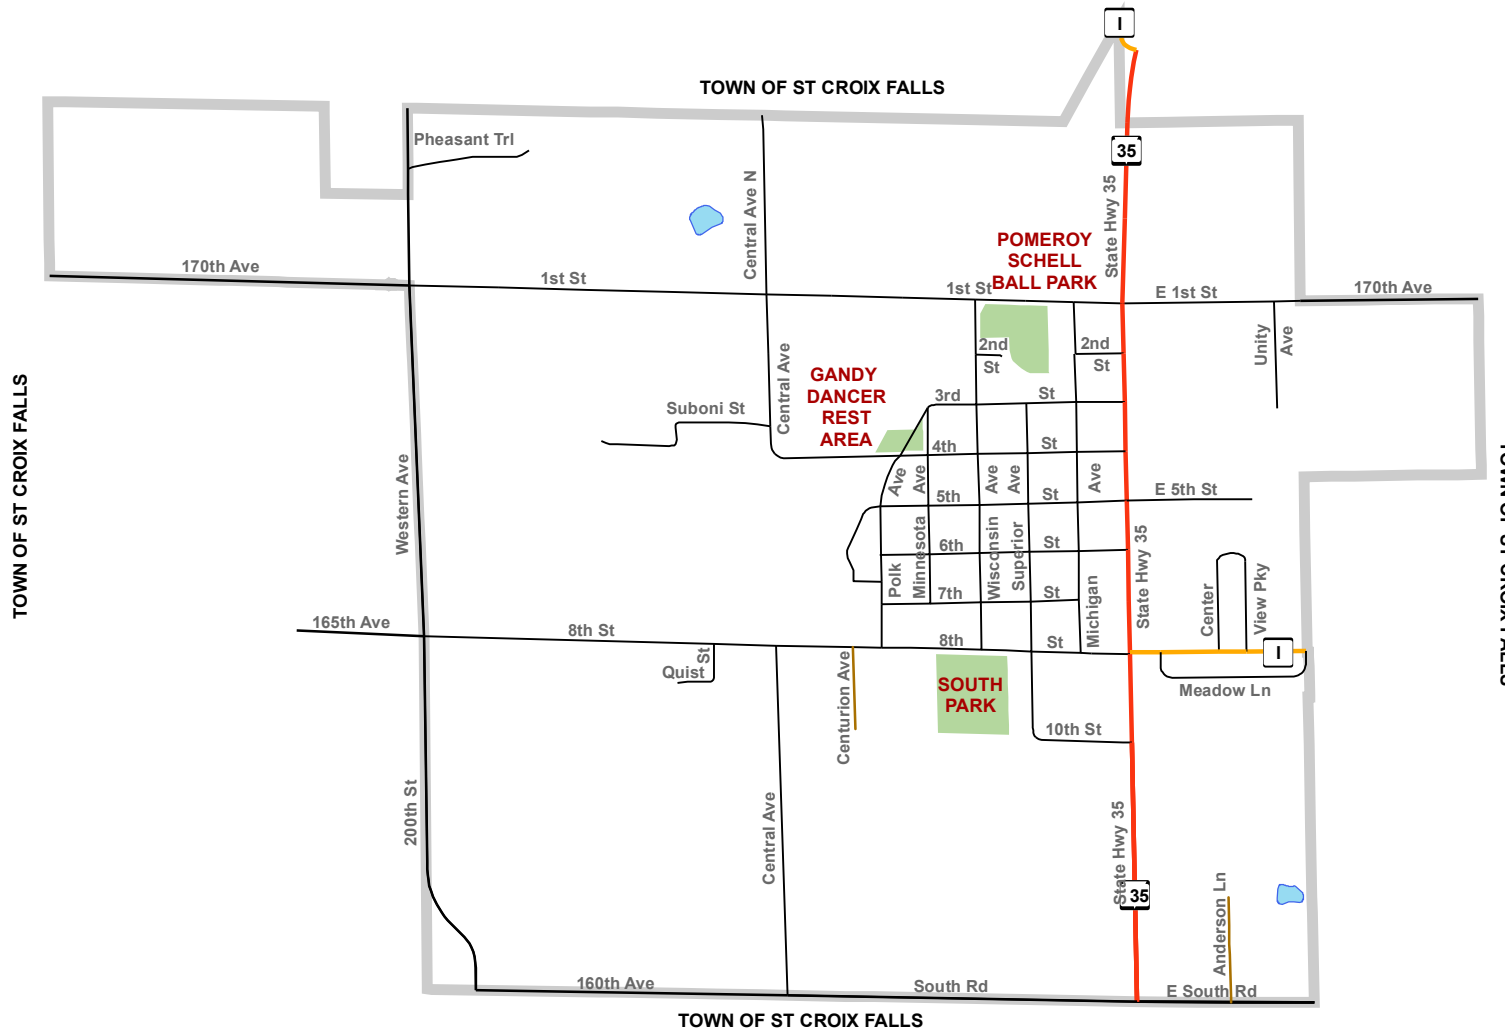 I
TOWN OF ST CROIX FALLS
Pheasant Trl
35
Central Ave N
State Hwy 35
POMEROY
SCHELL
BALL PARK
170th Ave
1st St
1st St
E 1st St
170th Ave
Unity
Ave
2nd
St
2nd
St
GANDY
DANCER
REST
AREA
Central Ave
3rd
St
Suboni St
4th
St
TOWN OF ST CROIX FALLS
TOWN OF ST CROIX FALLS
Western Ave
Ave
Ave
Ave
Ave
Ave
5th
St
E 5th St
Polk
Minnesota
Wisconsin
Superior
Michigan
State Hwy 35
6th
St
7th
St
Center
View Pky
165th Ave
8th St
8th
St
I
Quist
St
Centurion Ave
SOUTH
PARK
Meadow Ln
10th St
200th St
Central Ave
State Hwy 35
35
Anderson Ln
160th Ave
South Rd
E South Rd
TOWN OF ST CROIX FALLS